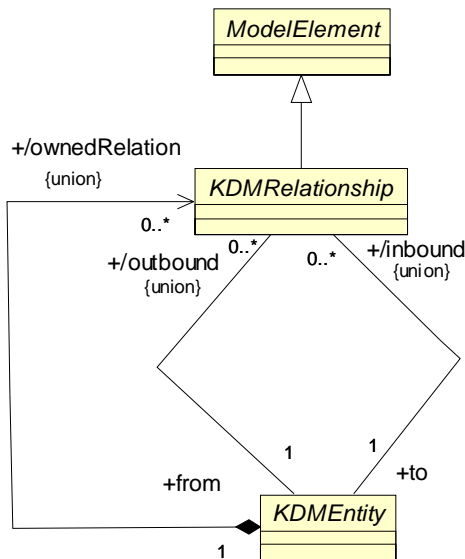 ModelElement
+/ownedRelation
{union}
KDMRelationship
0..*
0..*
0..*
+/outbound
{union}
+/inbound
{union}
1
1
+from
+to
KDMEntity
1